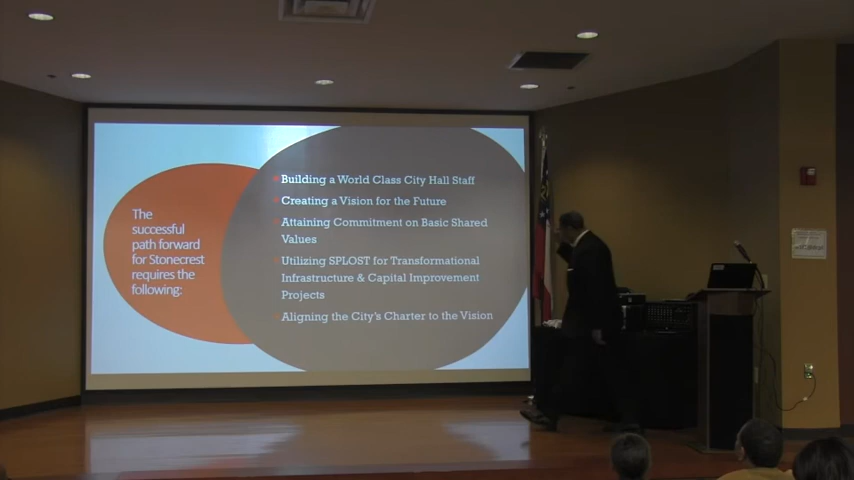 The
successful
path forward
for Stonecrest
requires the
following:
Building a World Class City Hall Staff
Creating a Vision for the Future
Attaining Commitment on Basic Shared
Values
Utilizing SPLOST for Transformational
Infrastructure & Capital Improvement
Projects
Aligning the City's Charter to the Vision